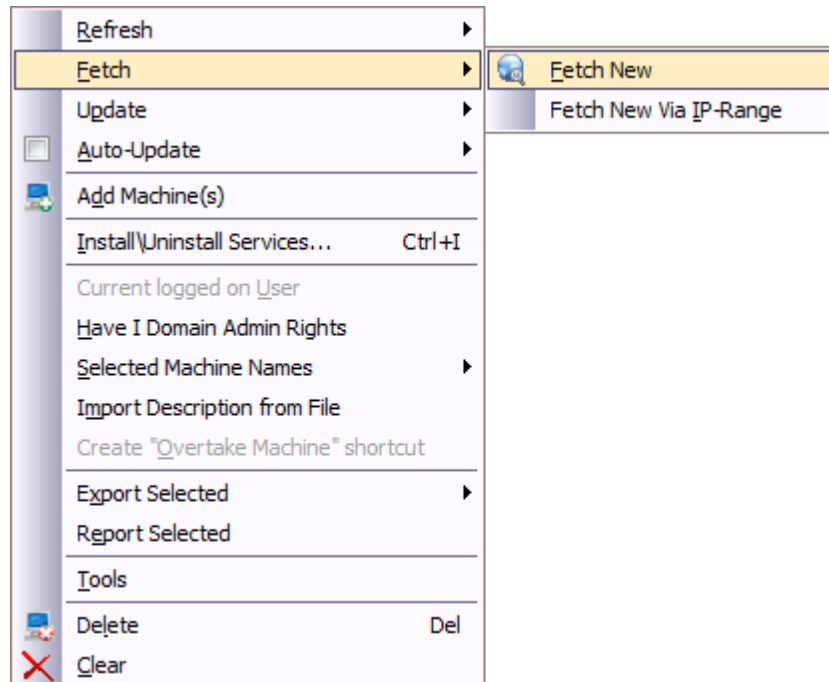 Refresh
Fetch
Fetch New
Update
Fetch New Via IP-Range
Auto-Update
Add Machine(s)
Install\Uninstall Services... Ctrl+I
Current logged on User
Have I Domain Admin Rights
Selected Machine Names
Import Description from File
Create "Overtake Machine" shortcut
Export Selected
Report Selected
Tools
Delete Del
Clear